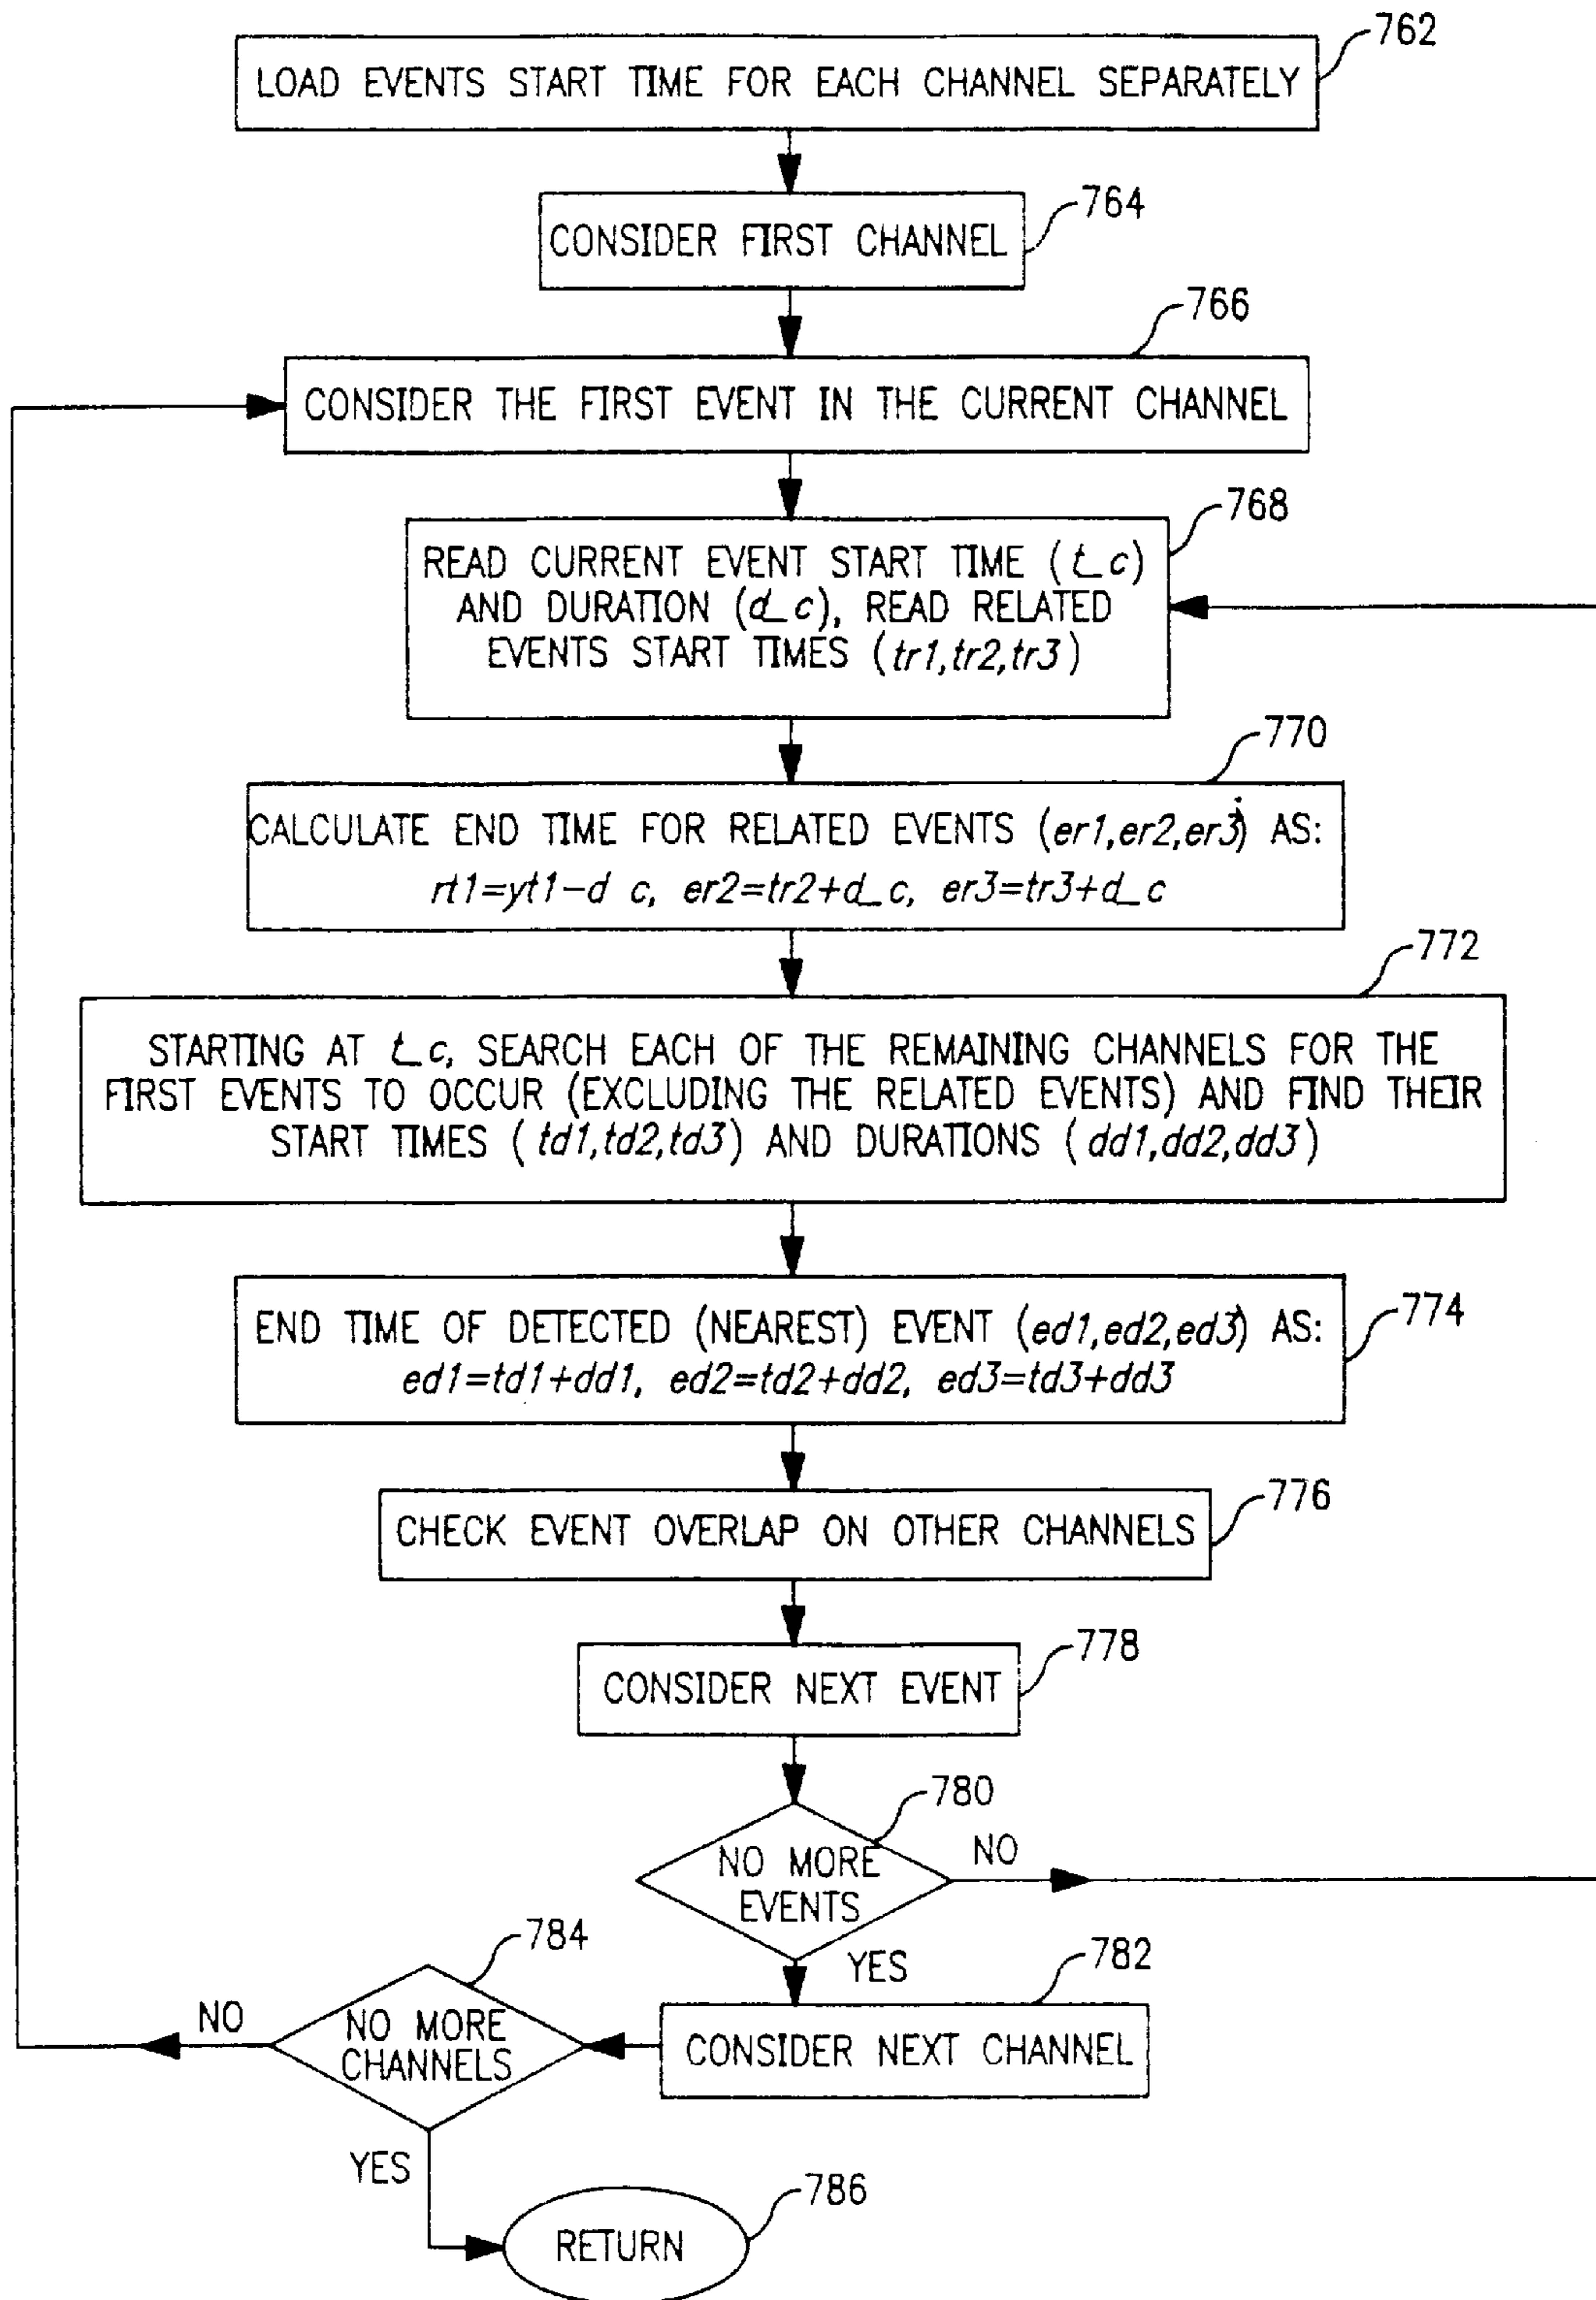 762
LOAD EVENTS START TIME FOR EACH CHANNEL SEPARATELY
764
CONSIDER FIRST CHANNEL
766
CONSIDER THE FIRST EVENT IN THE CURRENT CHANNEL
768
READ CURRENT EVENT START TIME (t_c)
AND DURATION (d_c), READ RELATED
EVENTS START TIMES (tr1,tr2,tr3)
770
CALCULATE END TIME FOR RELATED EVENTS (er1,er2,er3) AS:
rt1=yt1-d c, er2=tr2+d_c, er3=tr3+d_c
772
STARTING AT t_c, SEARCH EACH OF THE REMAINING CHANNELS FOR THE
FIRST EVENTS TO OCCUR (EXCLUDING THE RELATED EVENTS) AND FIND THEIR
START TIMES (td1,td2,td3) AND DURATIONS (dd1,dd2,dd3)
774
END TIME OF DETECTED (NEAREST) EVENT (ed1,ed2,ed3) AS:
ed1=td1+dd1, ed2=td2+dd2, ed3=td3+dd3
776
CHECK EVENT OVERLAP ON OTHER CHANNELS
778
CONSIDER NEXT EVENT
780
NO MORE
EVENTS
NO
YES
782
CONSIDER NEXT CHANNEL
784
NO MORE
CHANNELS
NO
YES
786
RETURN